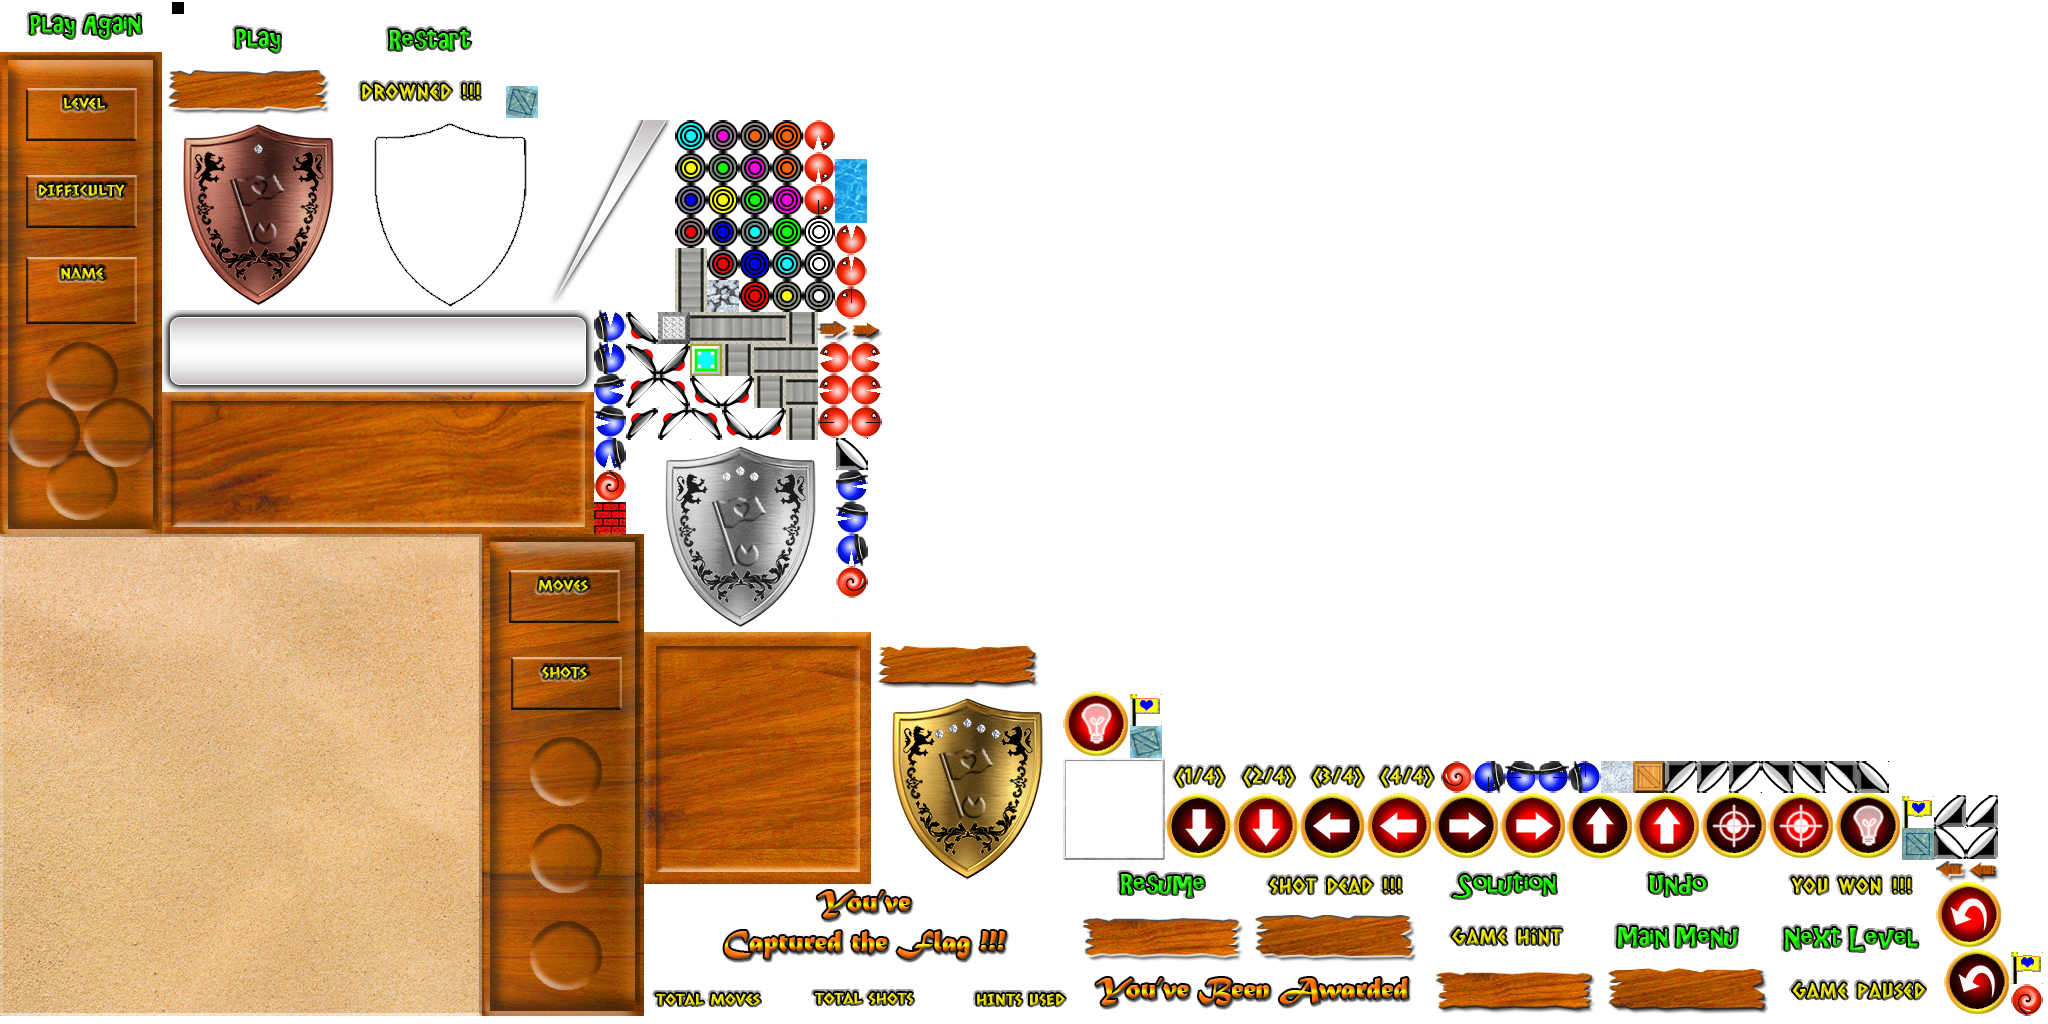 Play Again
Play
Restart
LEVEL
DROWNED !!!
DIFFICULTY
NAME
MOVES
SHOTS
(1/4)
(2/4)
(3/4)
(4/4)
Resume
SHOT DEAD !!!
Solution
Undo
YOU WON !!!
You've
Captured the Flag !!!
GAME HINT
Main Menu
Next Level
TOTAL MOVES
TOTAL SHOTS
HINTS USED
You've Been Awarded
GAME PAUSED